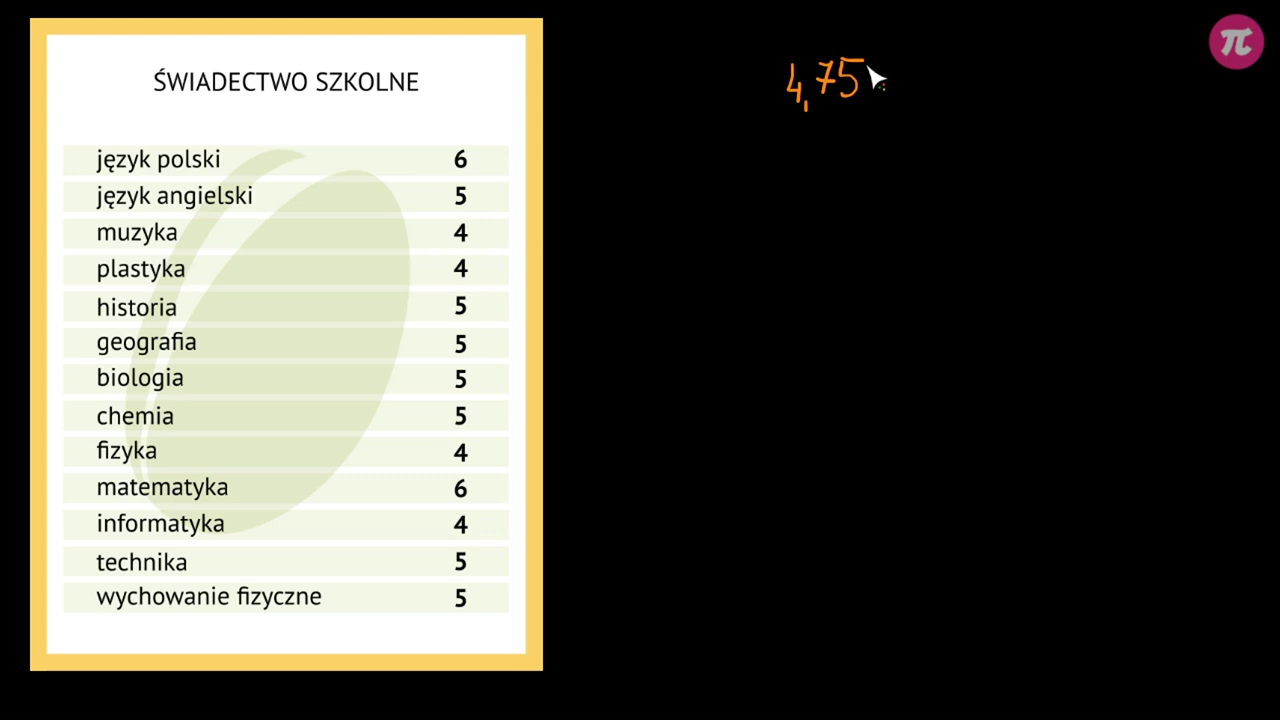 ŚWIADECTWO SZKOLNE
język polski 6
język angielski 5
muzyka 4
plastyka 4
historia 5
geografia 5
biologia 5
chemia 5
fizyka 4
matematyka 6
informatyka 4
technika 5
wychowanie fizyczne 5
4,75
π